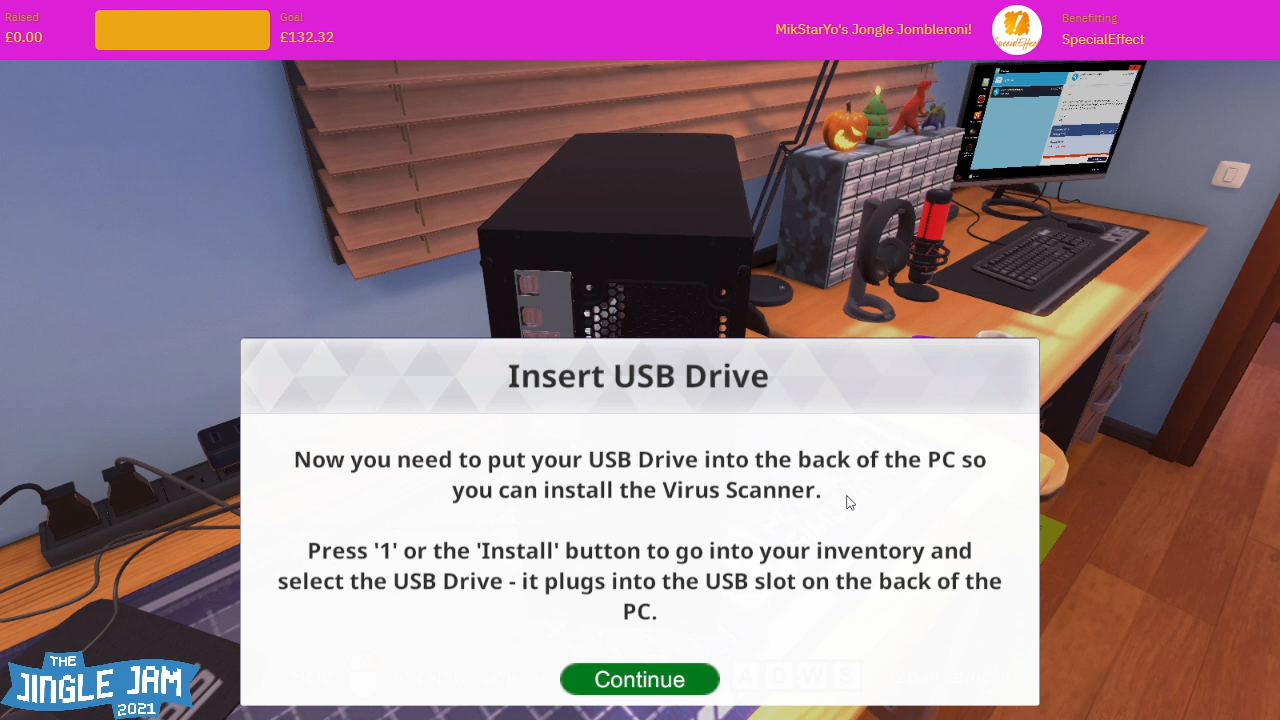 Raised
£0.00
Goal
£132.32
MikStarYo's Jongle Jombleroni!
SpecialEffect
Benefitting
SpecialEffect
Insert USB Drive
Now you need to put your USB Drive into the back of the PC so
you can install the Virus Scanner.
Press '1' or the 'Install' button to go into your inventory and
select the USB Drive - it plugs into the USB slot on the back of the
PC.
Continue
A D W S
THE
JINGLE JAM
2021